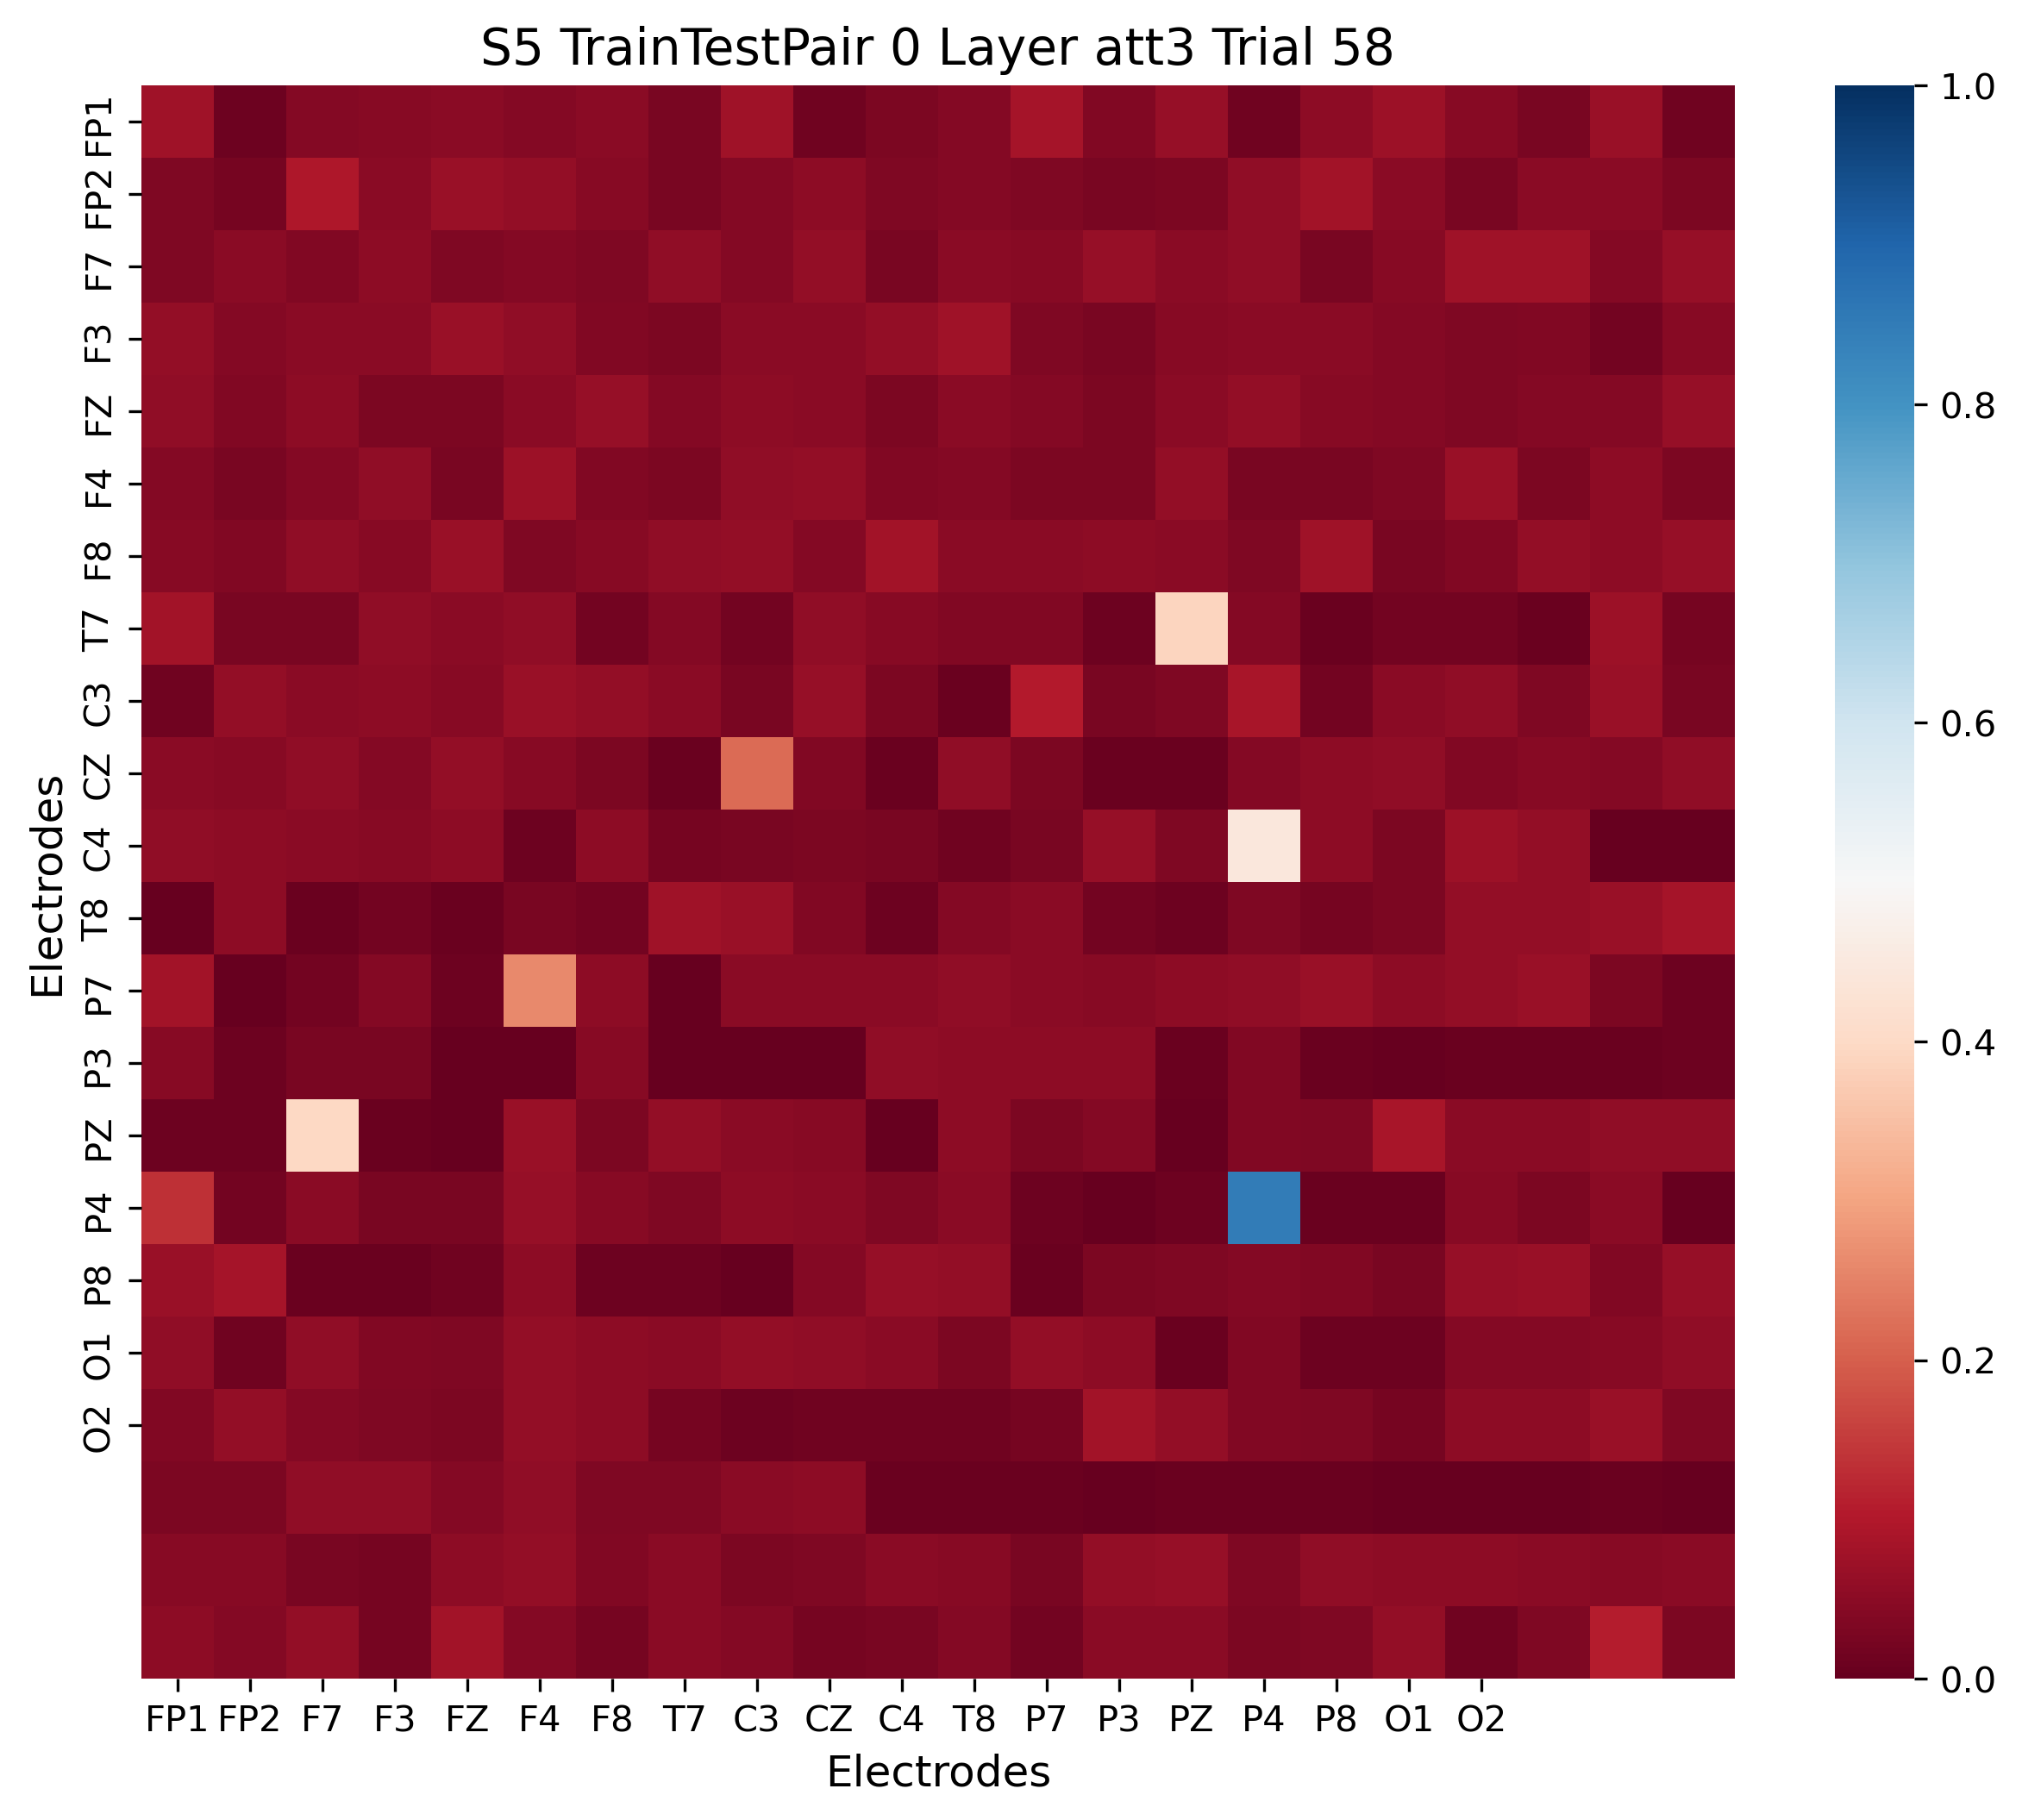 S5 TrainTestPair 0 Layer att3 Trial 58
Electrodes
FP1
FP2
F7
F3
FZ
F4
F8
T7
C3
CZ
C4
T8
P7
P3
PZ
P4
P8
O1
O2
FP1 FP2 F7 F3 FZ F4 F8 T7 C3 CZ C4 T8 P7 P3 PZ P4 P8 O1 O2
Electrodes
1.0
0.8
0.6
0.4
0.2
0.0